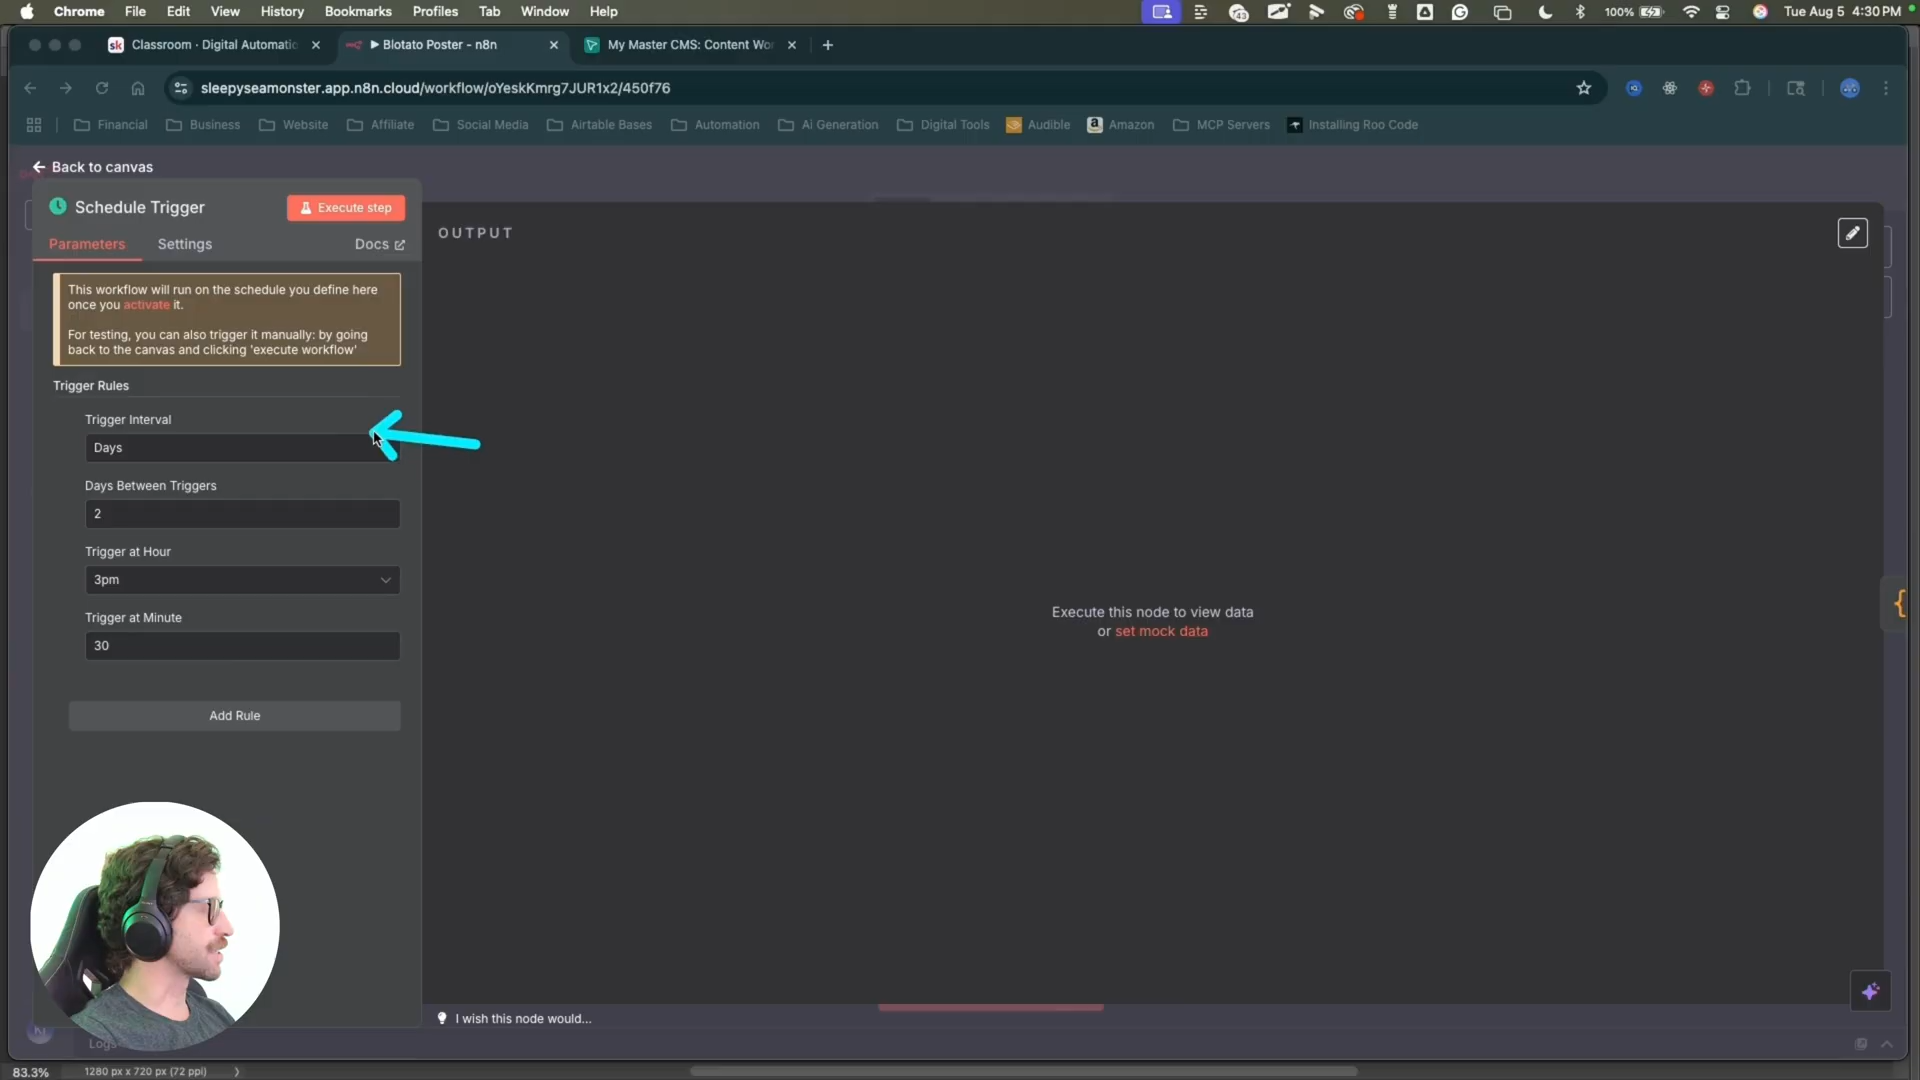 Chrome File Edit View History Bookmarks Profiles Tab Window Help
43 100% Tue Aug 5 4:30 PM
sk Classroom · Digital Automatic
Blotato Poster - n8n
My Master CMS: Content Wor
sleepyseamonster.app.n8n.cloud/workflow/oYeskKmrg7JUR1x2/450f76
Financial Business Website Affiliate Social Media Airtable Bases Automation Ai Generation Digital Tools Audible a Amazon MCP Servers Installing Roo Code
Back to canvas
Schedule Trigger
Execute step
Parameters Settings Docs
OUTPUT
This workflow will run on the schedule you define here
once you activate it.
For testing, you can also trigger it manually: by going
back to the canvas and clicking 'execute workflow'
Trigger Rules
Trigger Interval
Days
Days Between Triggers
2
Trigger at Hour
3pm
Trigger at Minute
30
Add Rule
Execute this node to view data
or set mock data
I wish this node would...
Logs
83.3% 1280 px x 720 px (72 ppi)